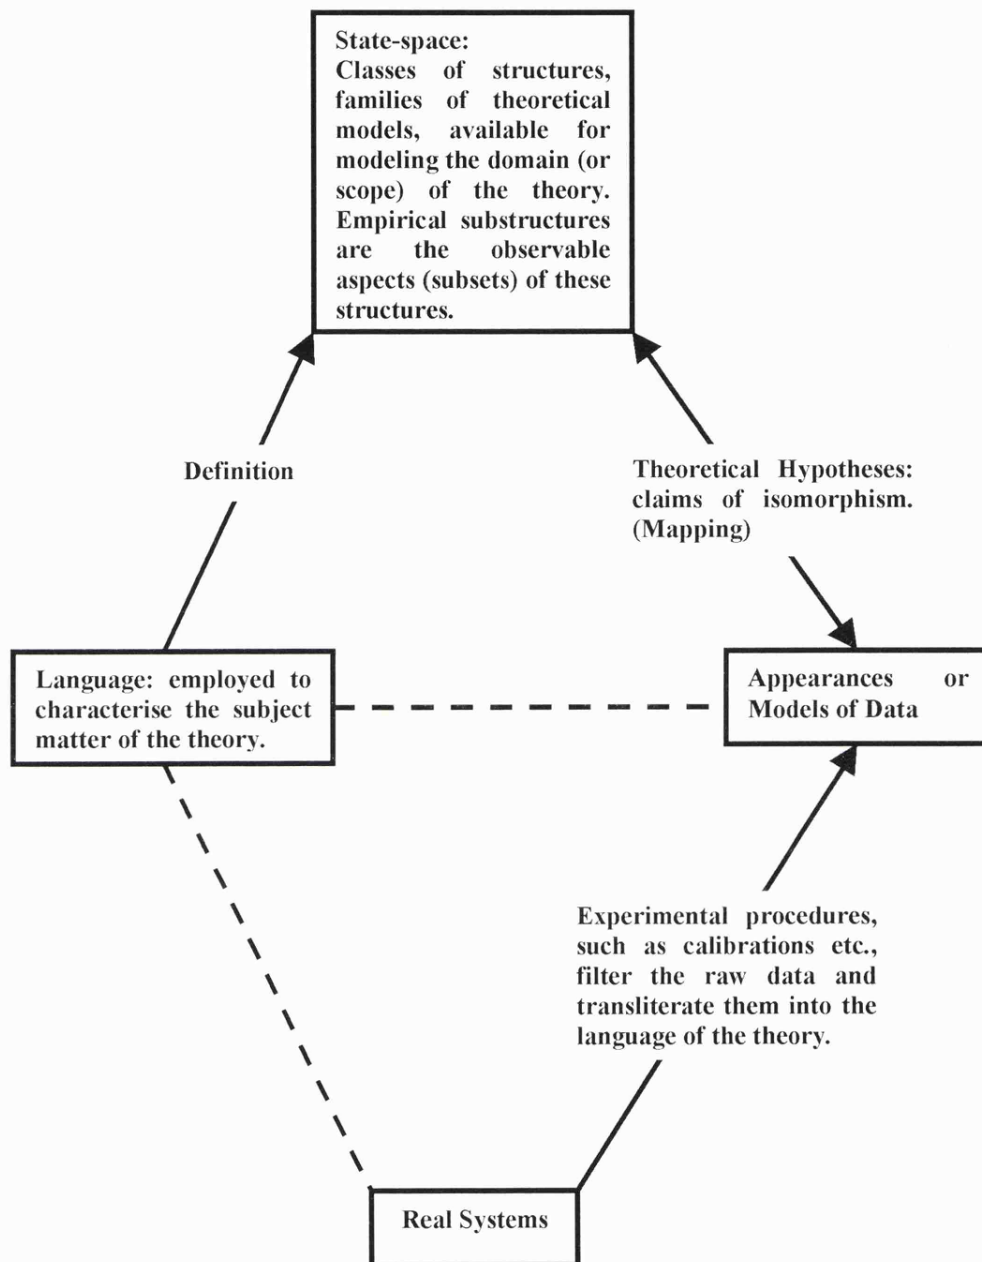 State-space:
Classes of structures,
families of theoretical
models, available for
modeling the domain (or
scope) of the theory.
Empirical substructures
are the observable
aspects (subsets) of these
structures.
Definition
Theoretical Hypotheses:
claims of isomorphism.
(Mapping)
Language: employed to
characterise the subject
matter of the theory.
Appearances or
Models of Data
Experimental procedures,
such as calibrations etc.,
filter the raw data and
transliterate them into the
language of the theory.
Real Systems